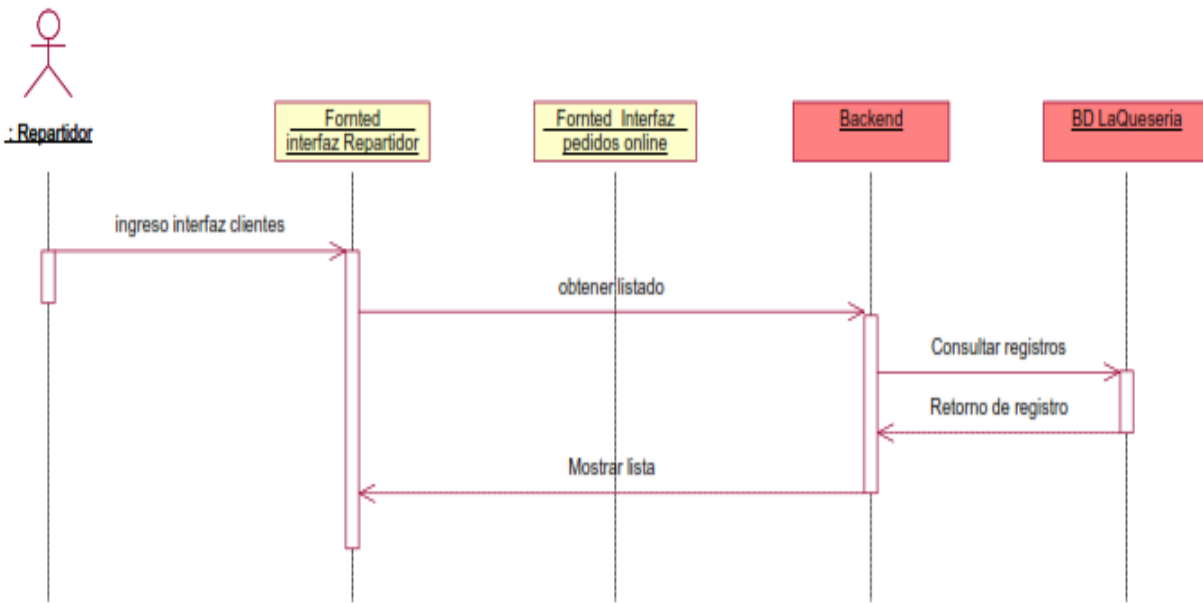 : Repartidor
Fornted
interfaz Repartidor
Fornted Interfaz
pedidos online
Backend
BD LaQueseria
ingreso interfaz clientes
obtener listado
Consultar registros
Retorno de registro
Mostrar lista